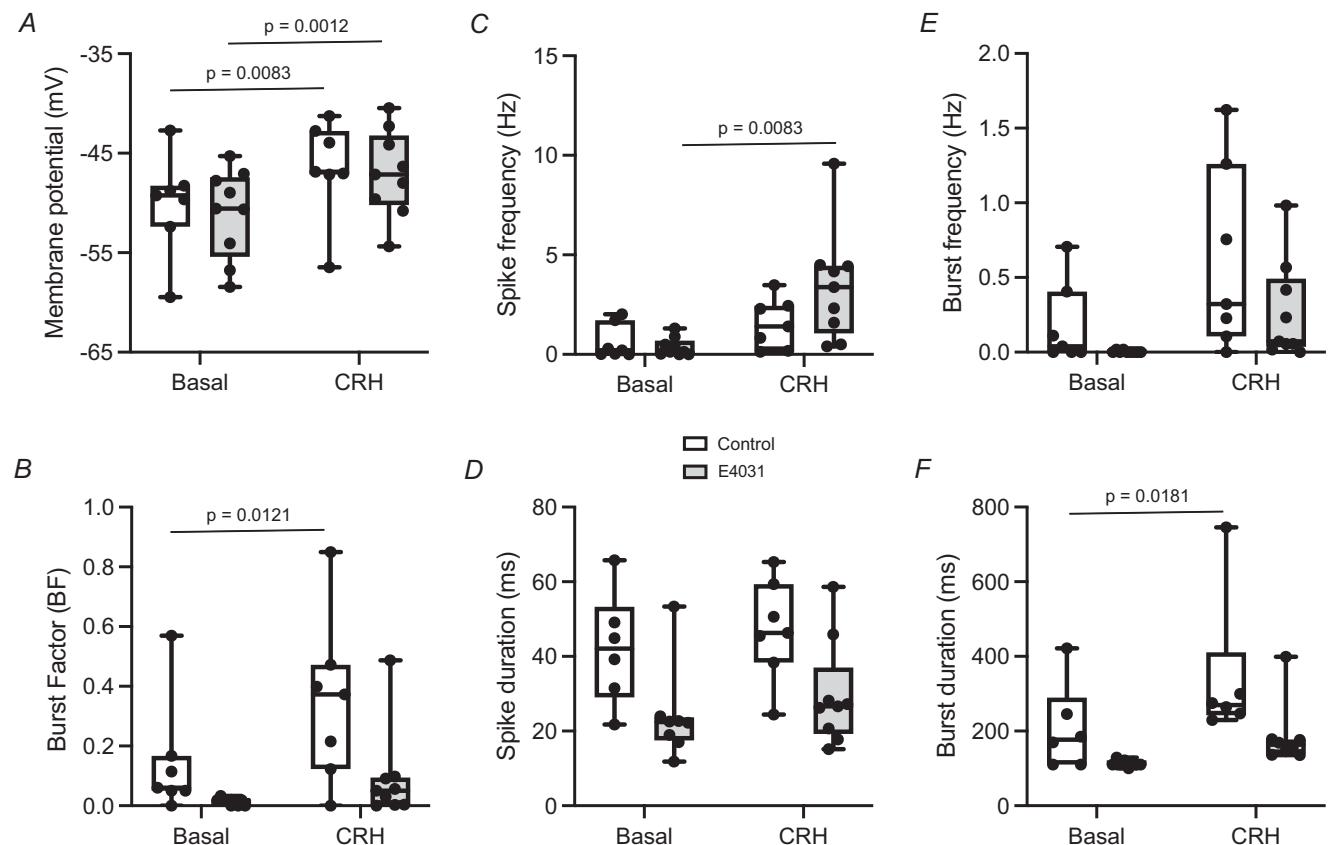 A
Membrane potential (mV)
-35
-45
-55
-65
p = 0.0012
p = 0.0083
Basal
CRH
C
Spike frequency (Hz)
15
10
5
0
p = 0.0083
Basal
CRH
E
Burst frequency (Hz)
2.0
1.5
1.0
0.5
0.0
Basal
CRH
Control
E4031
B
Burst Factor (BF)
1.0
0.8
0.6
0.4
0.2
0.0
p = 0.0121
Basal
CRH
D
Spike duration (ms)
80
60
40
20
0
Basal
CRH
F
Burst duration (ms)
800
600
400
200
0
p = 0.0181
Basal
CRH